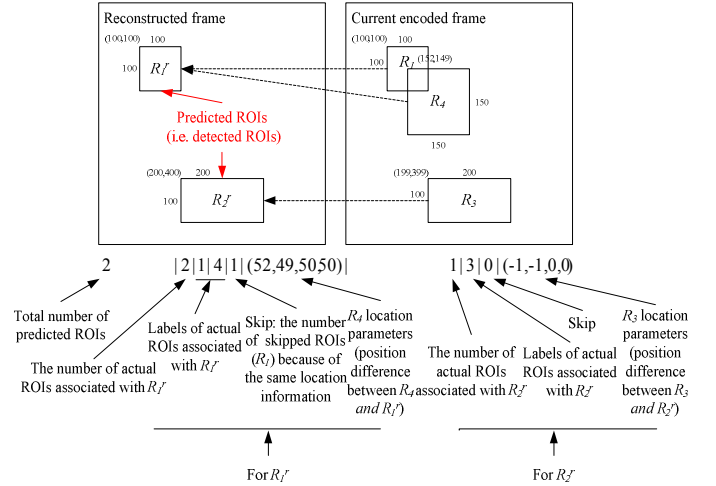 Reconstructed frame
Current encoded frame
(100,100) 100
100
R1r
(100,100) 100
100
R1
(152,149)
R4
150
150
Predicted ROIs
(i.e. detected ROIs)
(200,400) 200
100
R2r
(199,399) 200
100
R3
2 |2|1|4|1|(52,49,50,50)| 1|3|0|(-1,-1,0,0)
Total number of
predicted ROIs
The number of actual
ROIs associated with R1r
Labels of actual
ROIs associated
with R1r
Skip: the number
of skipped ROIs
(R1) because of
the same location
information
R4 location
parameters
(position
difference
between R4
and R1r)
The number of
actual ROIs
associated with R2r
Labels of actual
ROIs associated
with R2r
Skip
R3 location
parameters
(position
difference
between R3
and R2r)
For R1r
For R2r